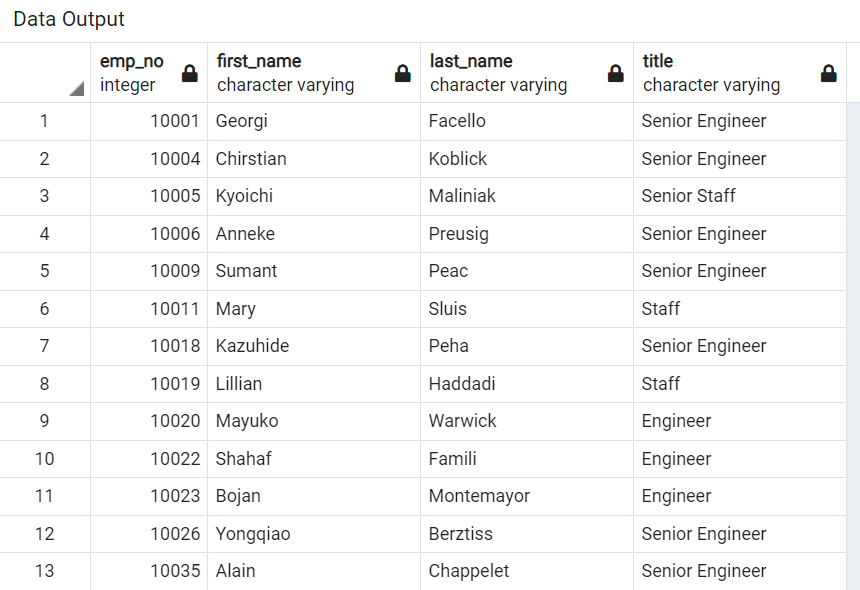 Data Output
emp_no first_name last_name title
integer character varying character varying character varying
1 10001 Georgi Facello Senior Engineer
2 10004 Chirstian Koblick Senior Engineer
3 10005 Kyoichi Maliniak Senior Staff
4 10006 Anneke Preusig Senior Engineer
5 10009 Sumant Peac Senior Engineer
6 10011 Mary Sluis Staff
7 10018 Kazuhide Peha Senior Engineer
8 10019 Lillian Haddadi Staff
9 10020 Mayuko Warwick Engineer
10 10022 Shahaf Famili Engineer
11 10023 Bojan Montemayor Engineer
12 10026 Yongqiao Berztiss Senior Engineer
13 10035 Alain Chappelet Senior Engineer